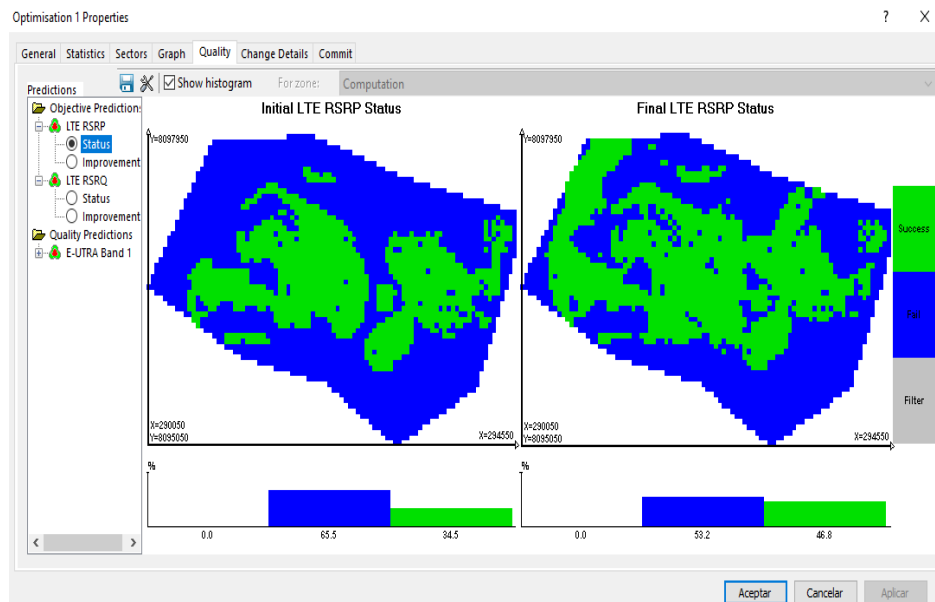 Optimisation 1 Properties
? X
General Statistics Sectors Graph Quality Change Details Commit
Predictions
Show histogram For zone: Computation
Objective Prediction
LTE RSRP
Status
Improvement
LTE RSRQ
Status
Improvement
Quality Predictions
E-UTRA Band 1
Initial LTE RSRP Status
Y=8097950
X=290050
Y=8095050
X=294550
%
0.0 65.5 34.5
Final LTE RSRP Status
Y=8097950
X=290050
Y=8095050
X=294550
%
0.0 53.2 46.8
Success
Fail
Filter
Aceptar Cancelar Aplicar